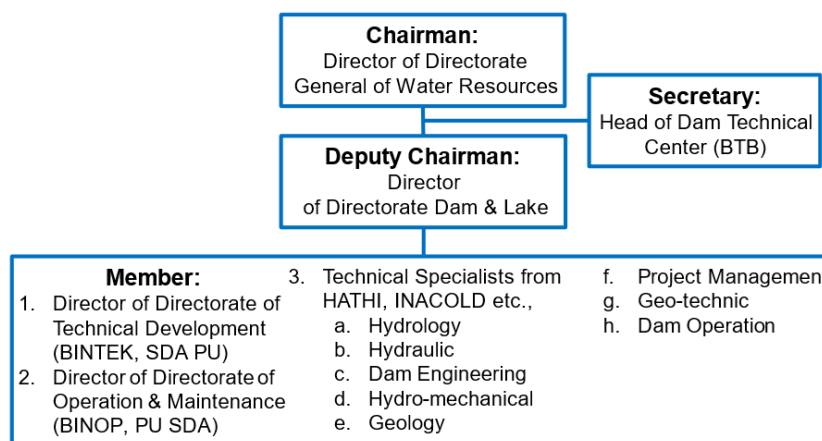 Chairman:
Director of Directorate
General of Water Resources
Secretary:
Head of Dam Technical
Center (BTB)
Deputy Chairman:
Director
of Directorate Dam & Lake
Member:
1. Director of Directorate of
Technical Development
(BINTEK, SDA PU)
2. Director of Directorate of
Operation & Maintenance
(BINOP, PU SDA)
3. Technical Specialists from
HATHI, INACOLD etc.,
a. Hydrology
b. Hydraulic
c. Dam Engineering
d. Hydro-mechanical
e. Geology
f. Project Managemen
g. Geo-technic
h. Dam Operation